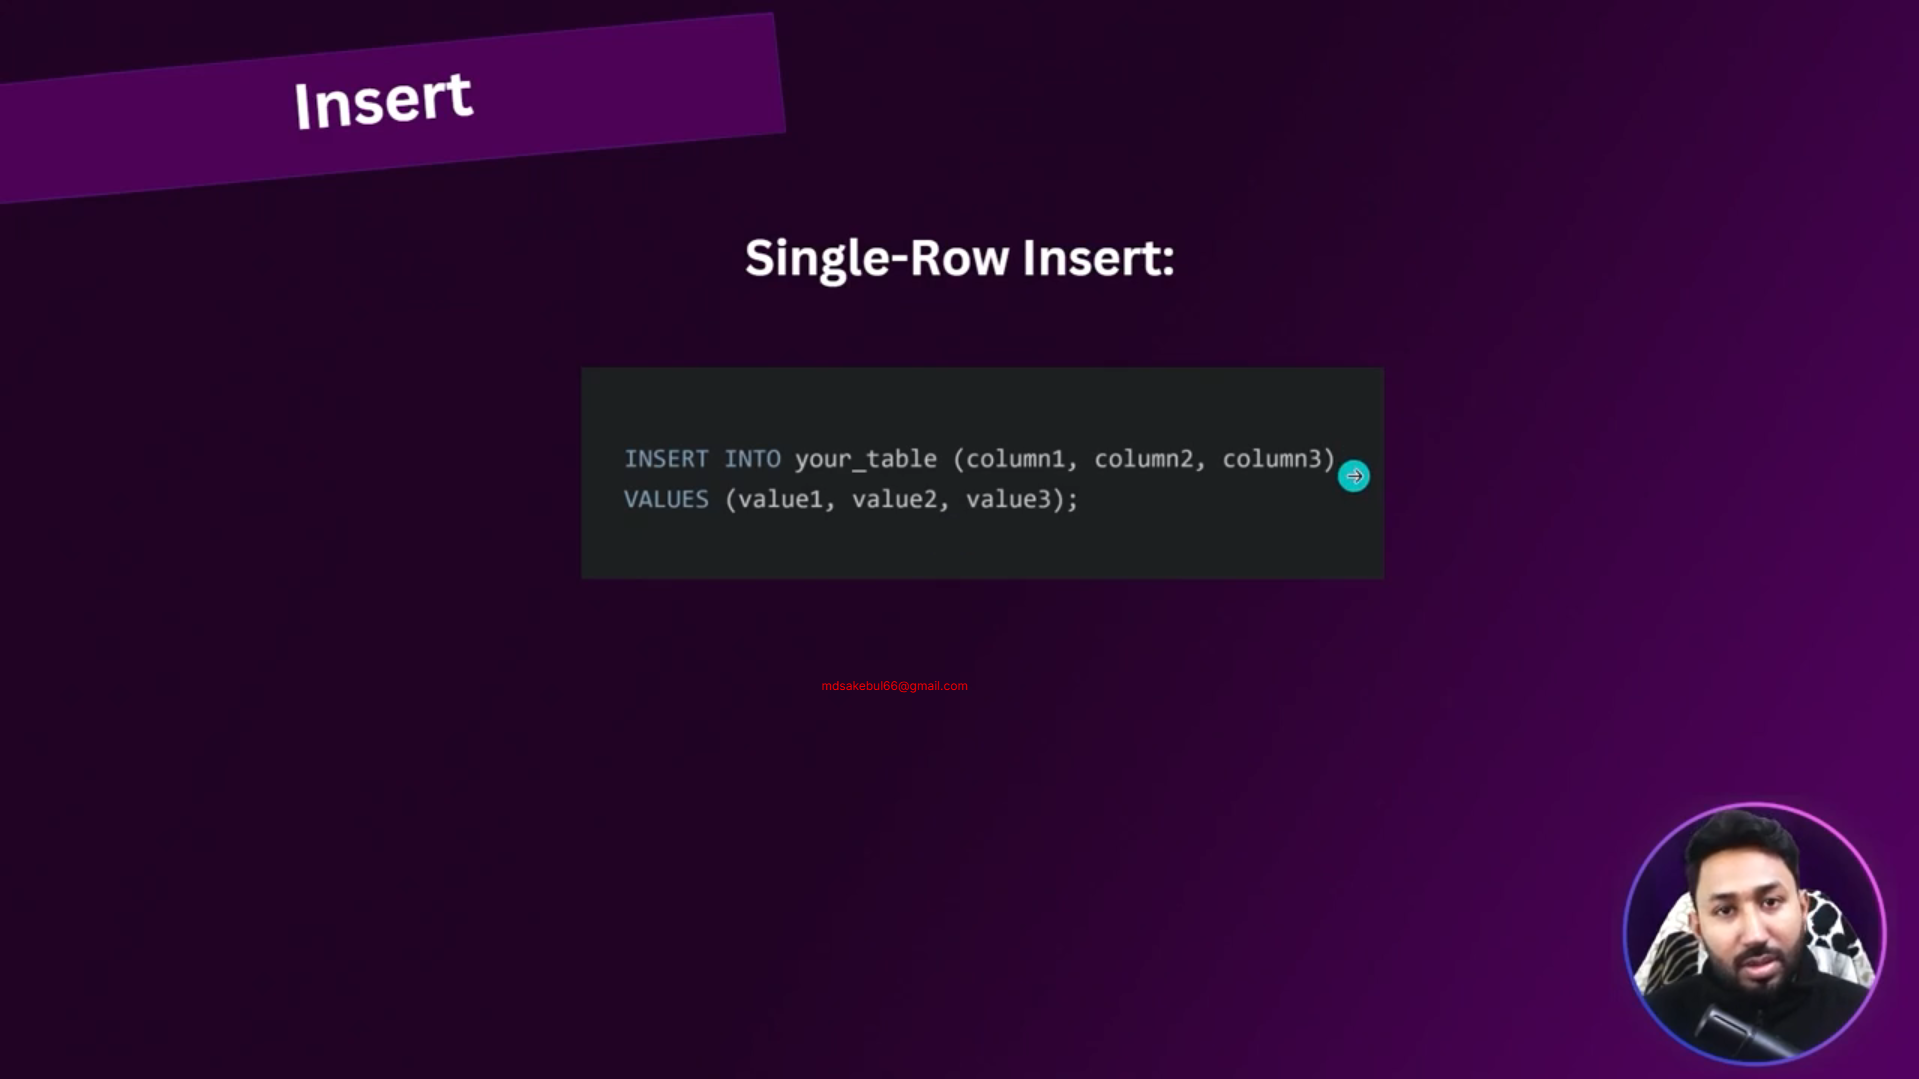 Insert
Single-Row Insert:
INSERT INTO your_table (column1, column2, column3)
VALUES (value1, value2, value3);
mdsakebul66@gmail.com